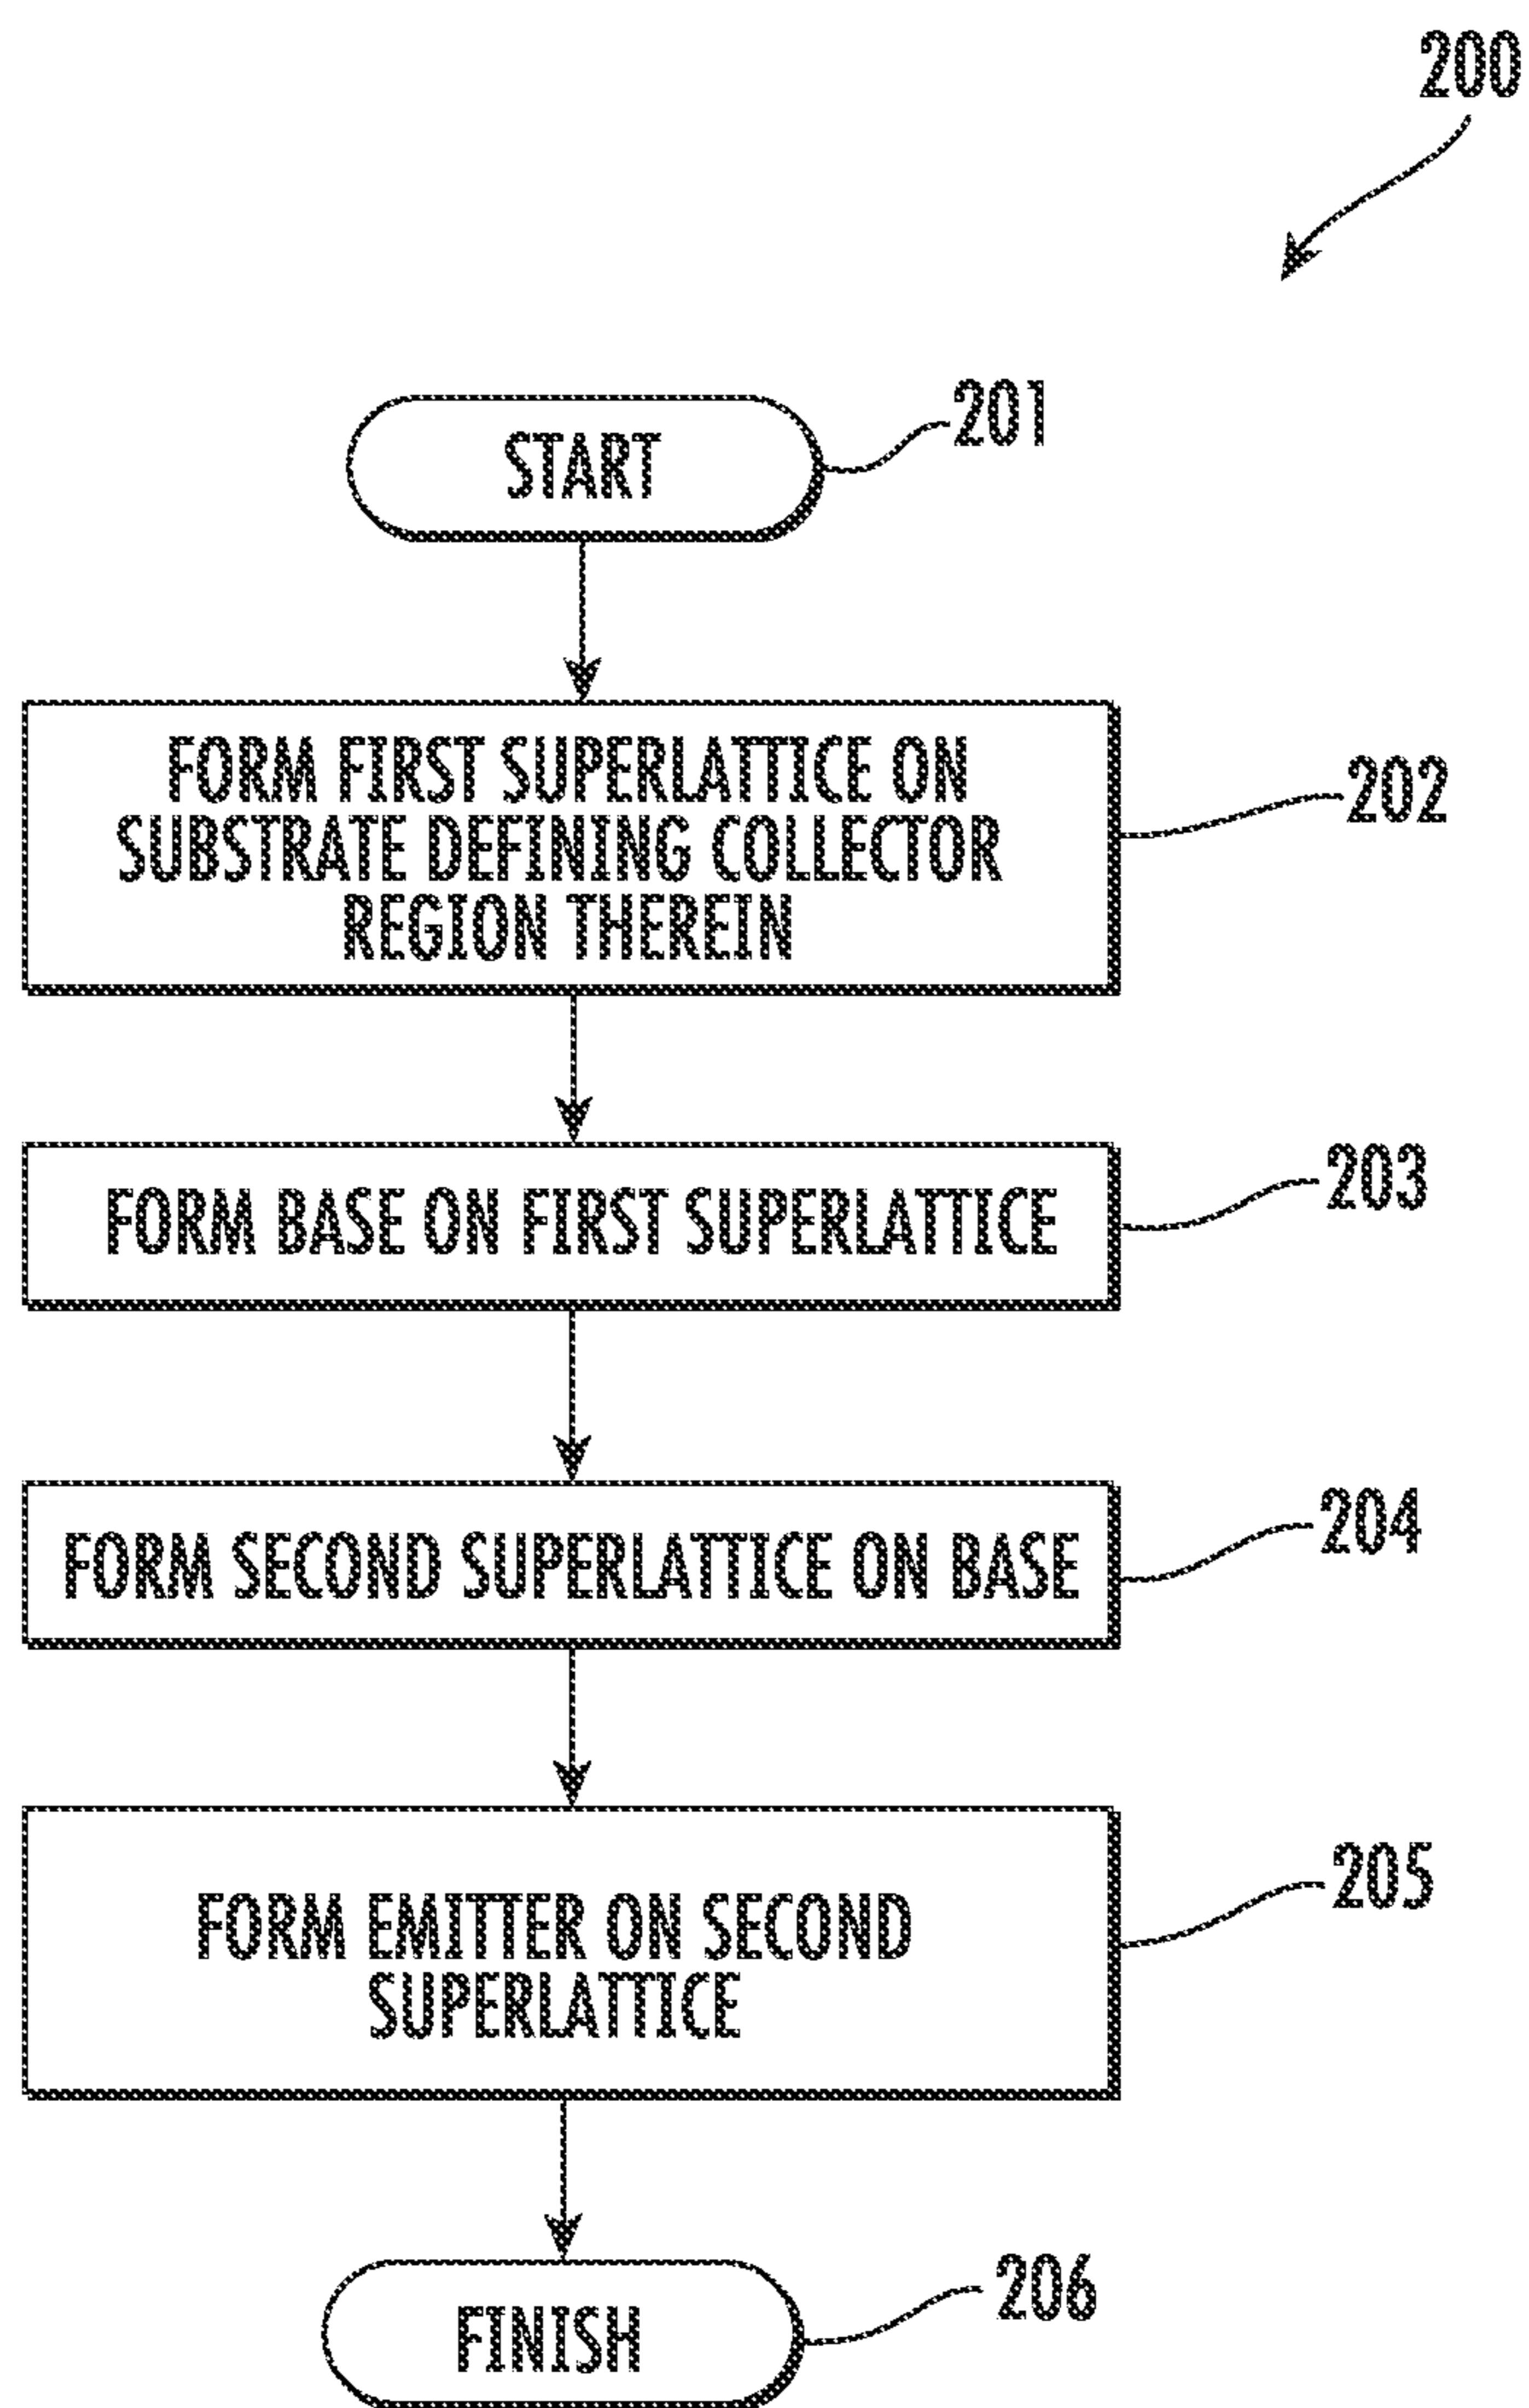 200
START
201
FORM FIRST SUPERLATTICE ON
SUBSTRATE DEFINING COLLECTOR
REGION THEREIN
202
FORM BASE ON FIRST SUPERLATTICE
203
FORM SECOND SUPERLATTICE ON BASE
204
FORM EMITTER ON SECOND
SUPERLATTICE
205
FINISH
206